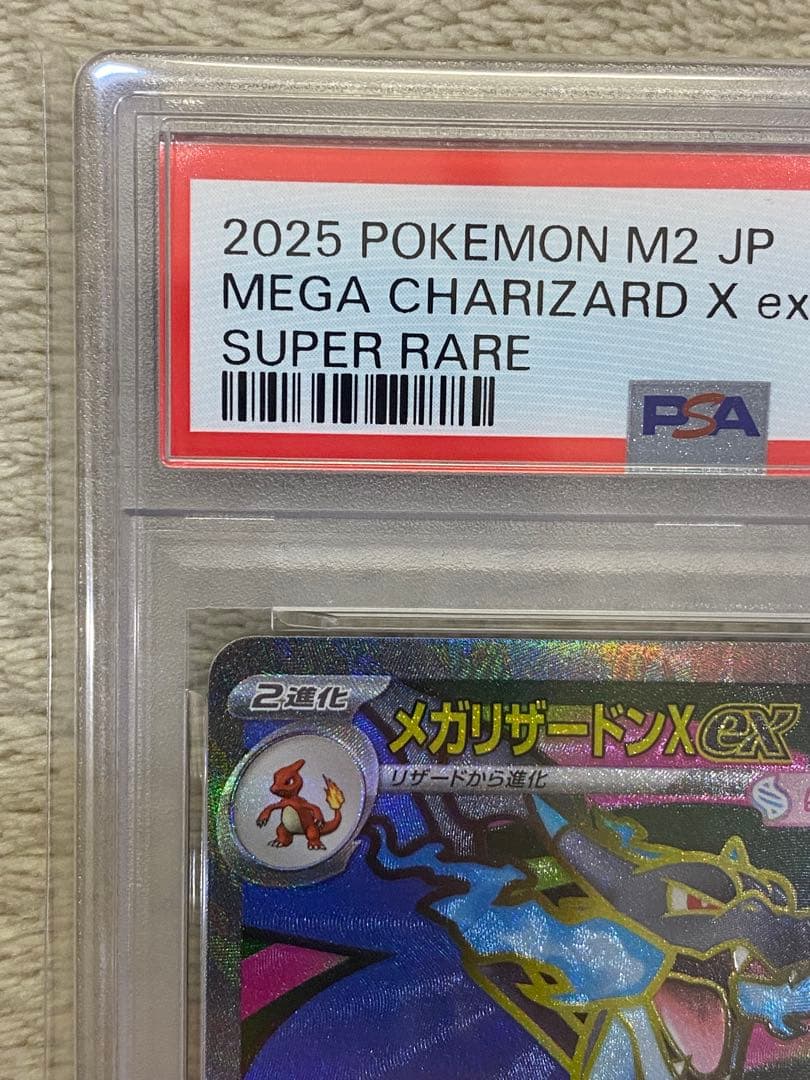 2025 POKEMON M2 JP
MEGA CHARIZARD X ex
SUPER RARE
PSA
2進化
メガリザードンXex
リザードから進化